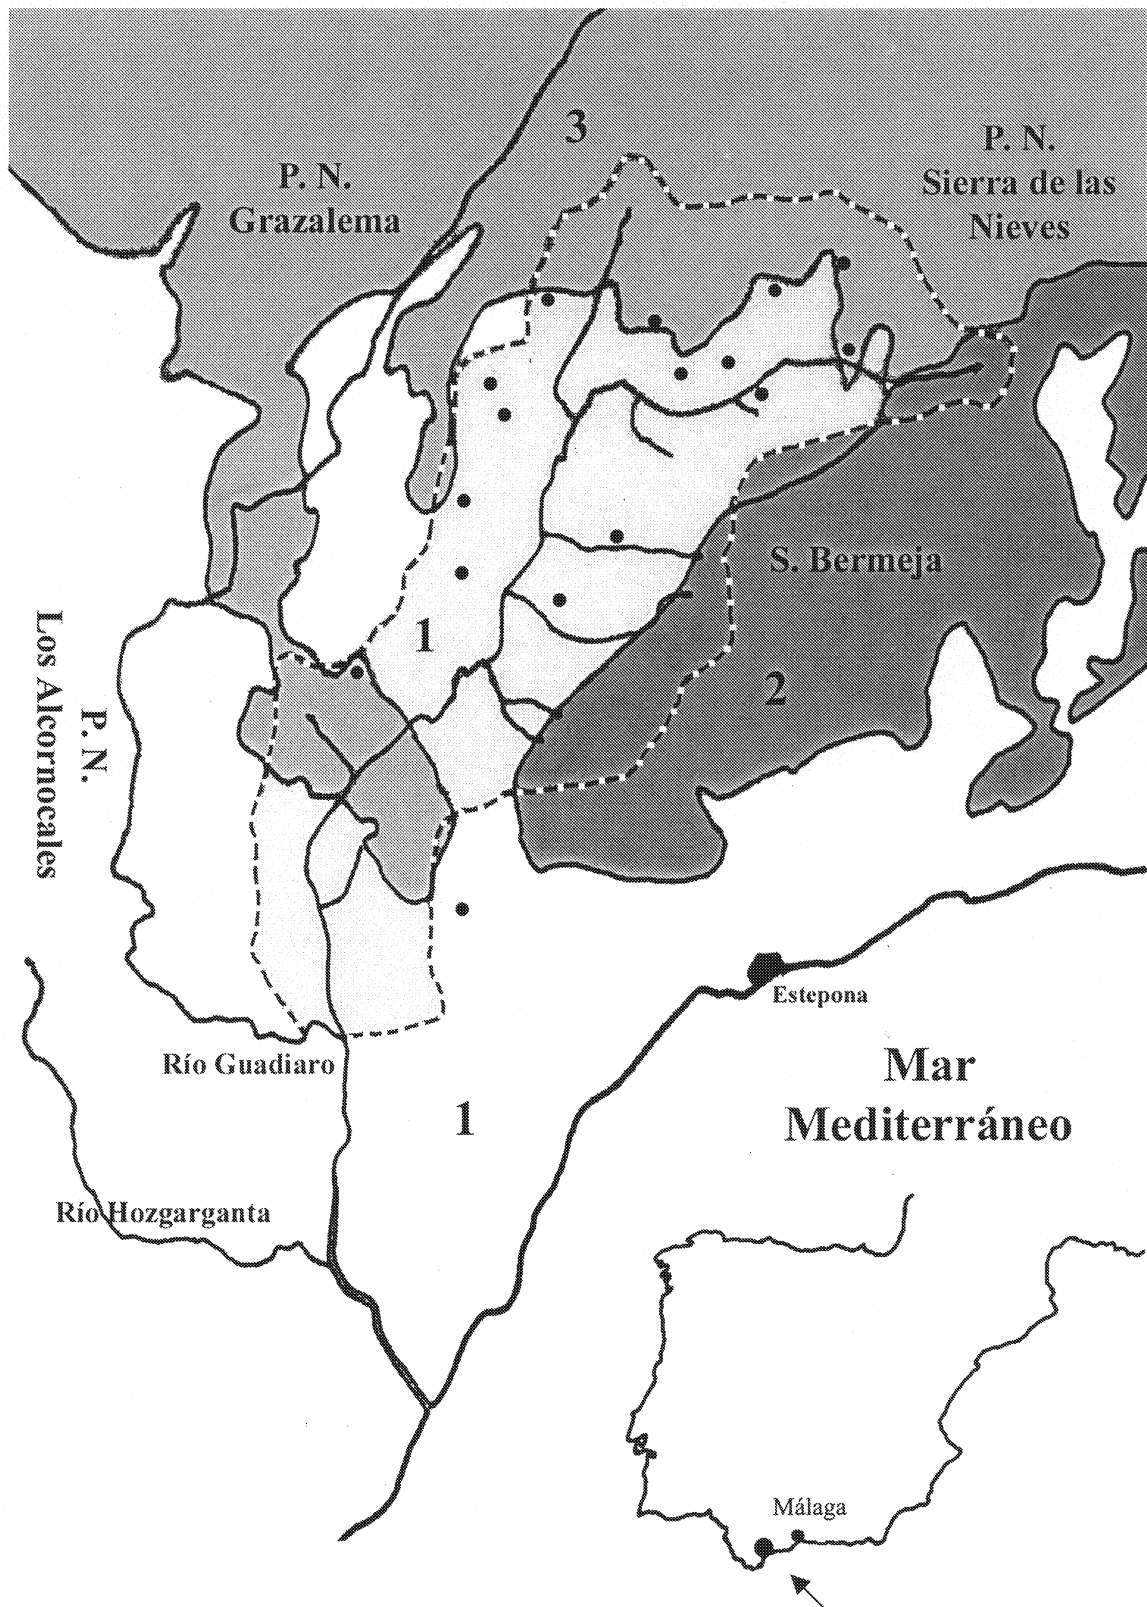 3
P. N.
Grazalema
P. N.
Sierra de las
Nieves
S. Bermeja
1
2
P. N.
Los Alcornocales
Estepona
Río Guadiaro
Mar
Mediterráneo
1
Río Hozgarganta
Málaga